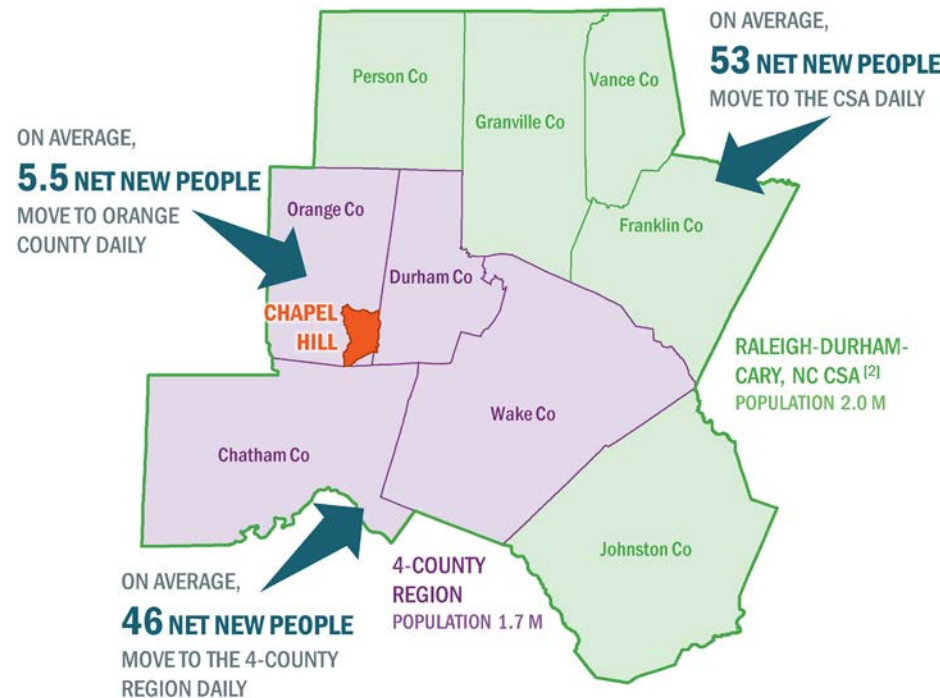 ON AVERAGE,
53 NET NEW PEOPLE
MOVE TO THE CSA DAILY
Person Co
Vance Co
Granville Co
ON AVERAGE,
5.5 NET NEW PEOPLE
MOVE TO ORANGE
COUNTY DAILY
Orange Co
Franklin Co
Durham Co
CHAPEL
HILL
RALEIGH-DURHAM-
CARY, NC CSA [2]
POPULATION 2.0 M
Wake Co
Chatham Co
Johnston Co
4-COUNTY
REGION
POPULATION 1.7 M
ON AVERAGE,
46 NET NEW PEOPLE
MOVE TO THE 4-COUNTY
REGION DAILY